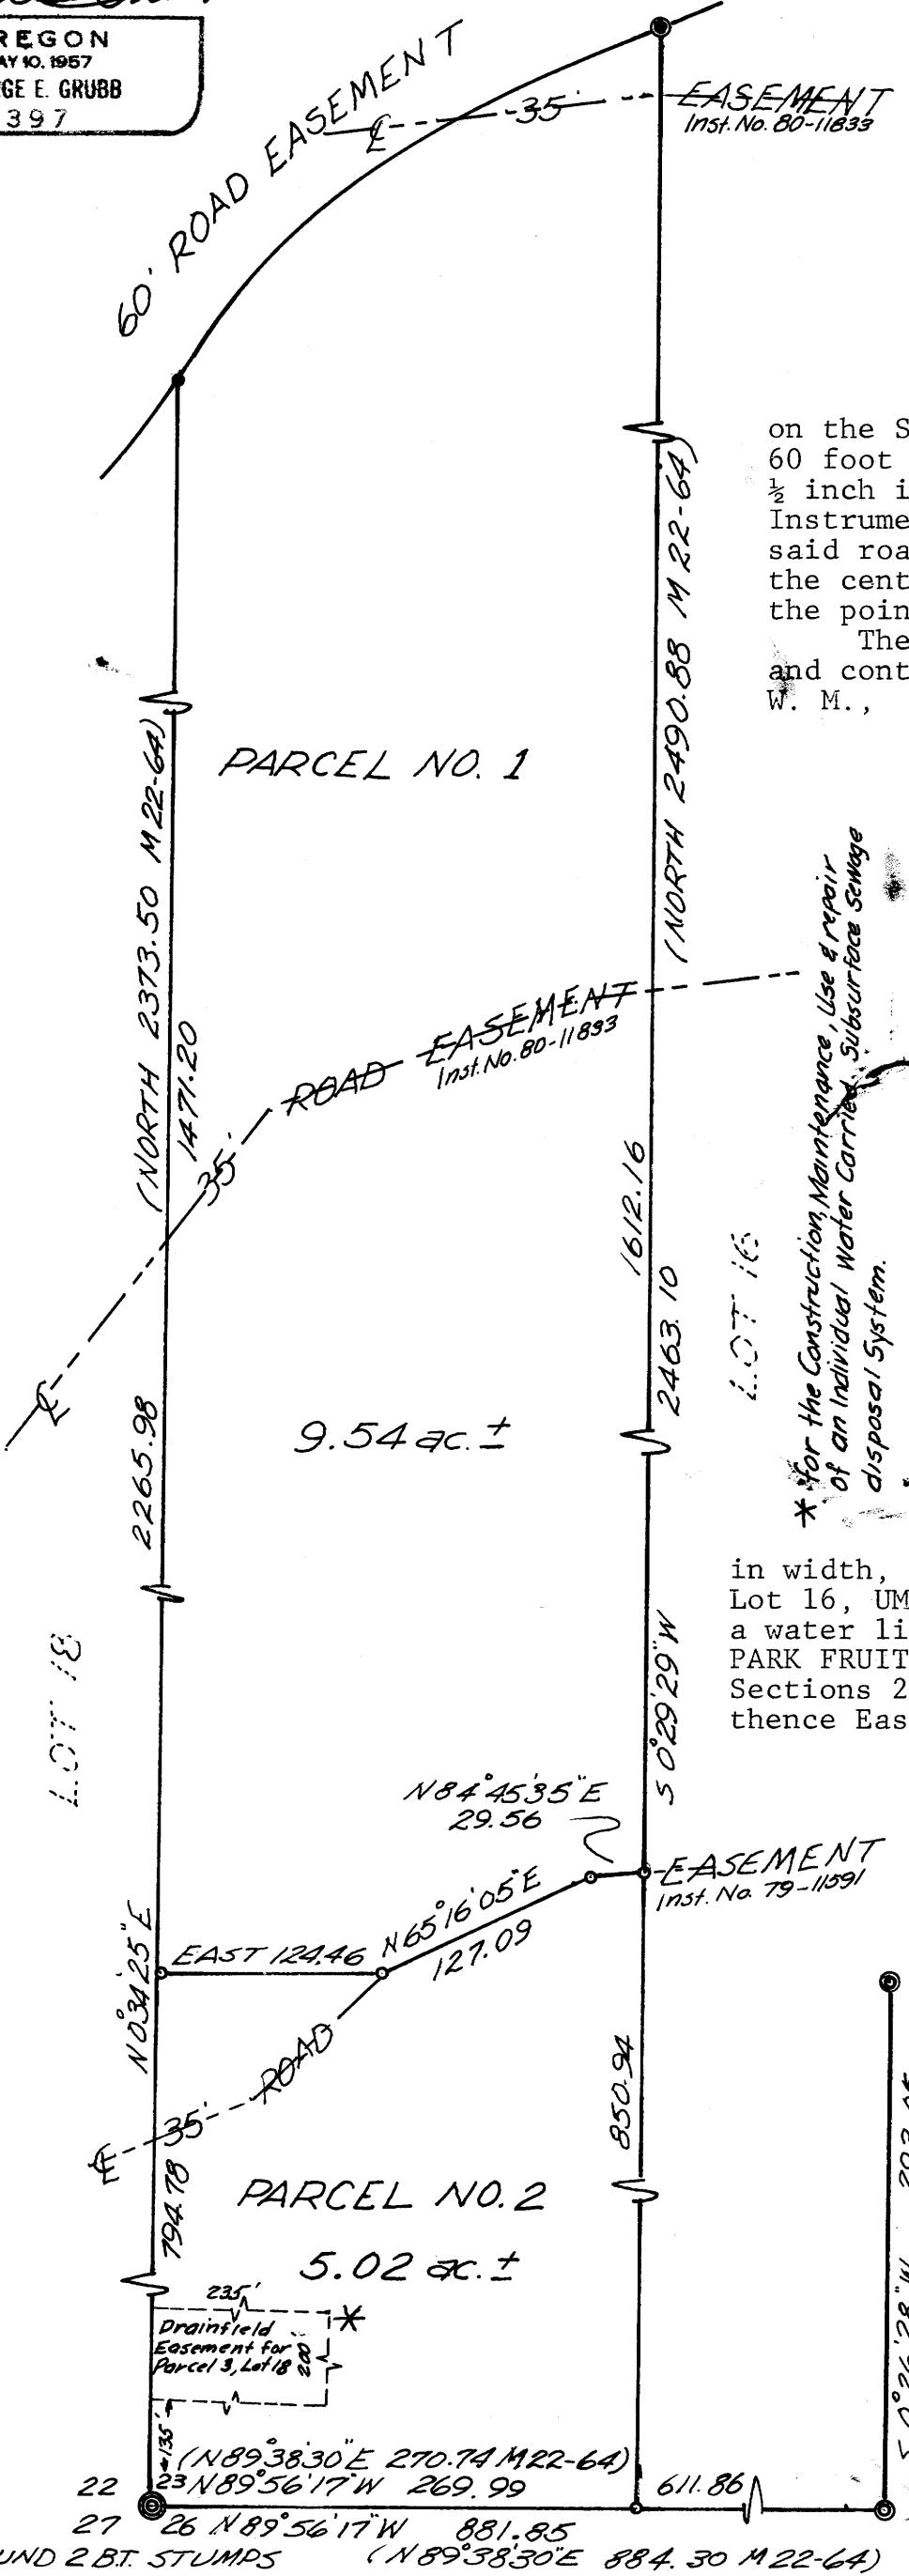 REGON
AY 10, 1957
GE E. GRUBB
397
60' ROAD EASEMENT
℄
35'
EASEMENT
Inst. No. 80-11833
on the S
60 foot
½ inch i
Instrume
said roa
the cent
the poin
The
and cont
W. M.,
(NORTH 2490.88 M 22-64)
(NORTH 2373.50 M 22-64)
PARCEL NO. 1
1471.20
ROAD EASEMENT
Inst. No. 80-11833
35'
℄
1612.16
2463.10
LOT 16
* for the Construction, Maintenance, Use & repair
of an Individual Water Carried Subsurface Sewage
disposal System.
2265.98
9.54 ac. ±
in width,
Lot 16, UM
a water li
PARK FRUIT
Sections 2
thence Eas
LOT 18
S 0°29'29" W
N 84°45'35" E
29.56
EASEMENT
Inst. No. 79-11591
N 0°34'25" E
EAST 124.46
N 65°16'05" E
127.09
ROAD
35'
℄
850.94
794.78
PARCEL NO. 2
5.02 ac. ±
235'
*
Drainfield
Easement for
Parcel 3, Lot 18
200
135'
S 0°26'28" W
(N 89°38'30" E 270.74 M 22-64)
22
23
N 89°56'17" W 269.99
611.86
27
26
N 89°56'17" W 881.85
UND 2 B.T. STUMPS
(N 89°38'30" E 884.30 M 22-64)